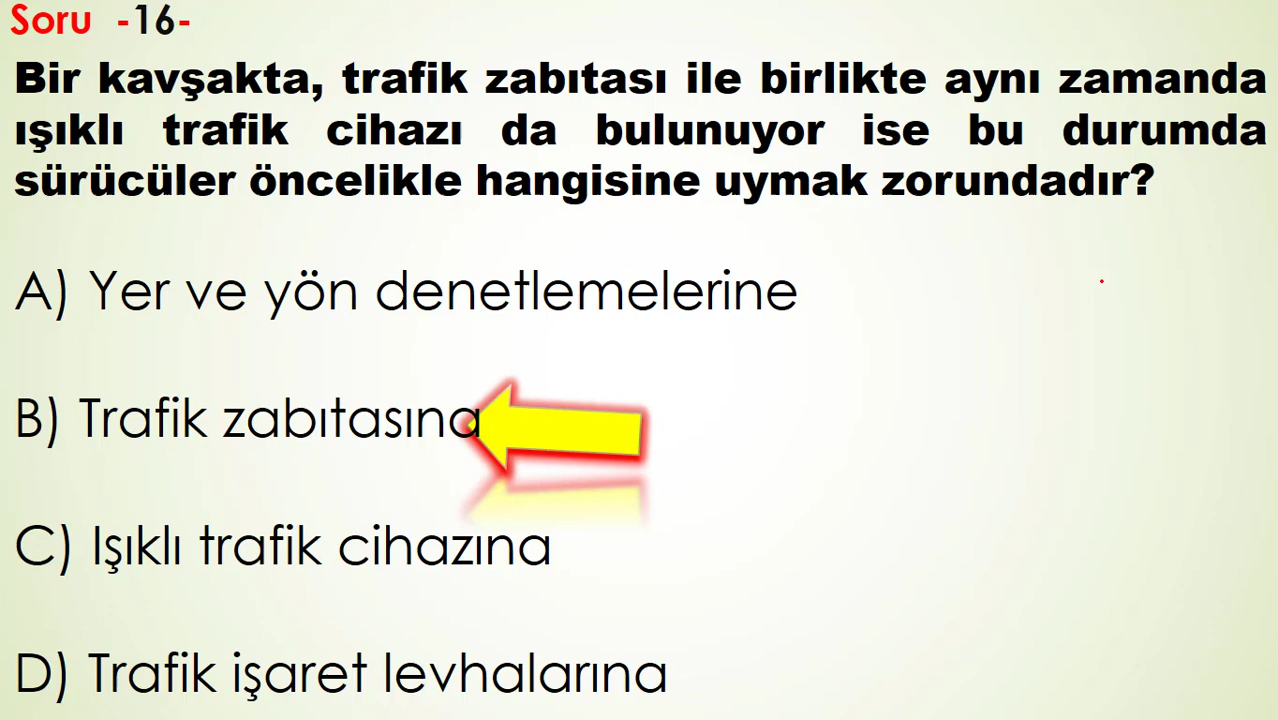 Soru -16-
Bir kavşakta, trafik zabıtası ile birlikte aynı zamanda
ışıklı trafik cihazı da bulunuyor ise bu durumda
sürücüler öncelikle hangisine uymak zorundadır?
A) Yer ve yön denetlemelerine
B) Trafik zabıtasına
C) Işıklı trafik cihazına
D) Trafik işaret levhalarına